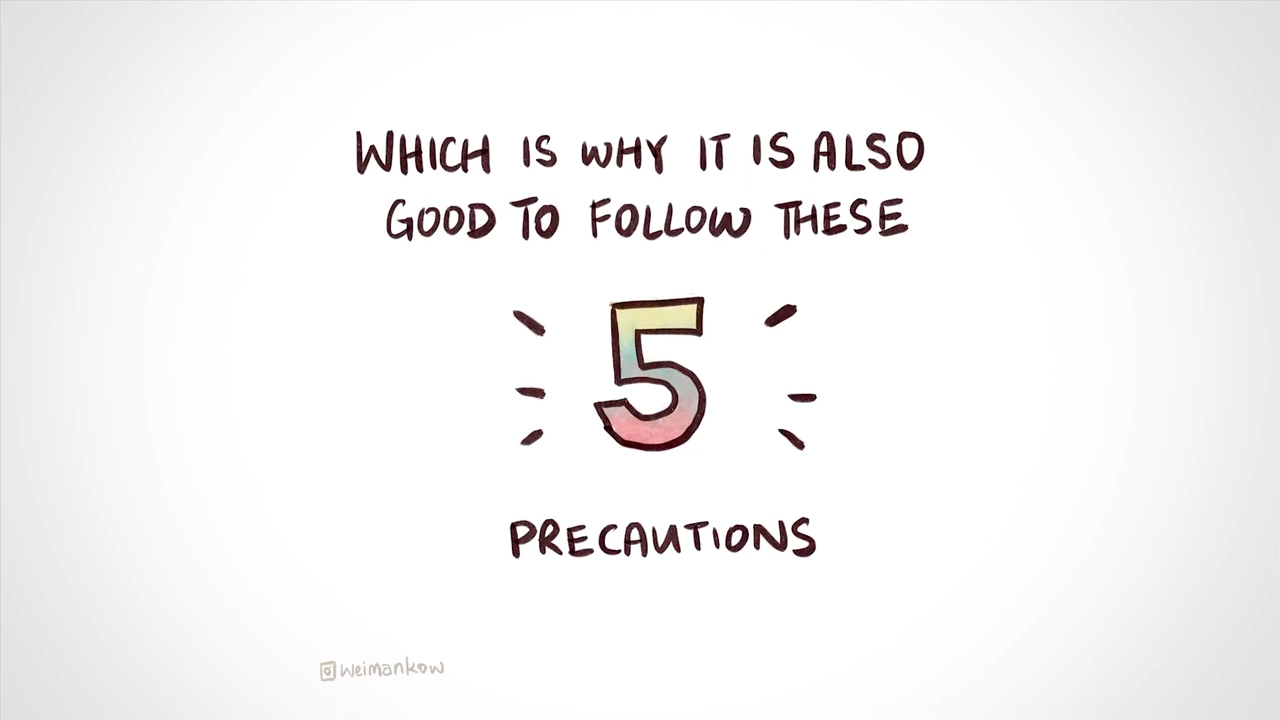 WHICH IS WHY IT IS ALSO
GOOD TO FOLLOW THESE
5
PRECAUTIONS
@weimankow